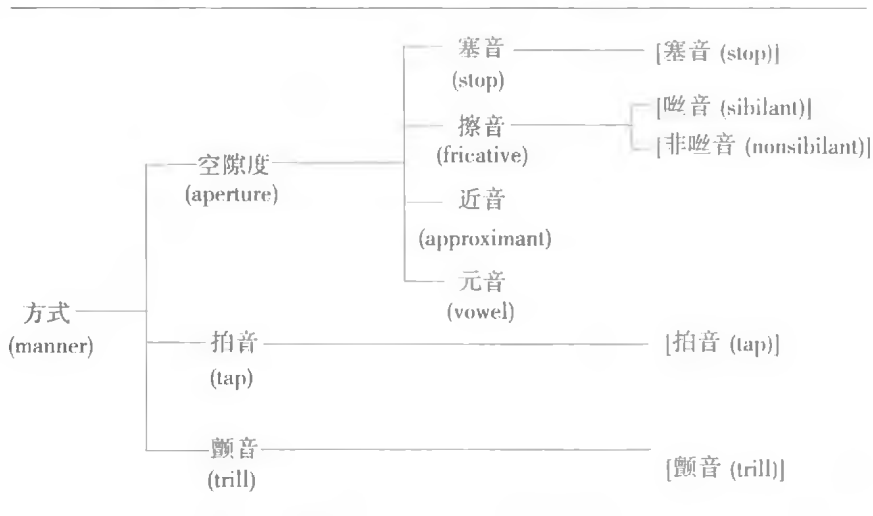 塞音 [塞音 (stop)]
(stop)
[咝音 (sibilant)]
擦音
(fricative) [非咝音 (nonsibilant)]
空隙度
(aperture)
近音
(approximant)
元音
(vowel)
方式
(manner)
拍音 [拍音 (tap)]
(tap)
颤音 [颤音 (trill)]
(trill)